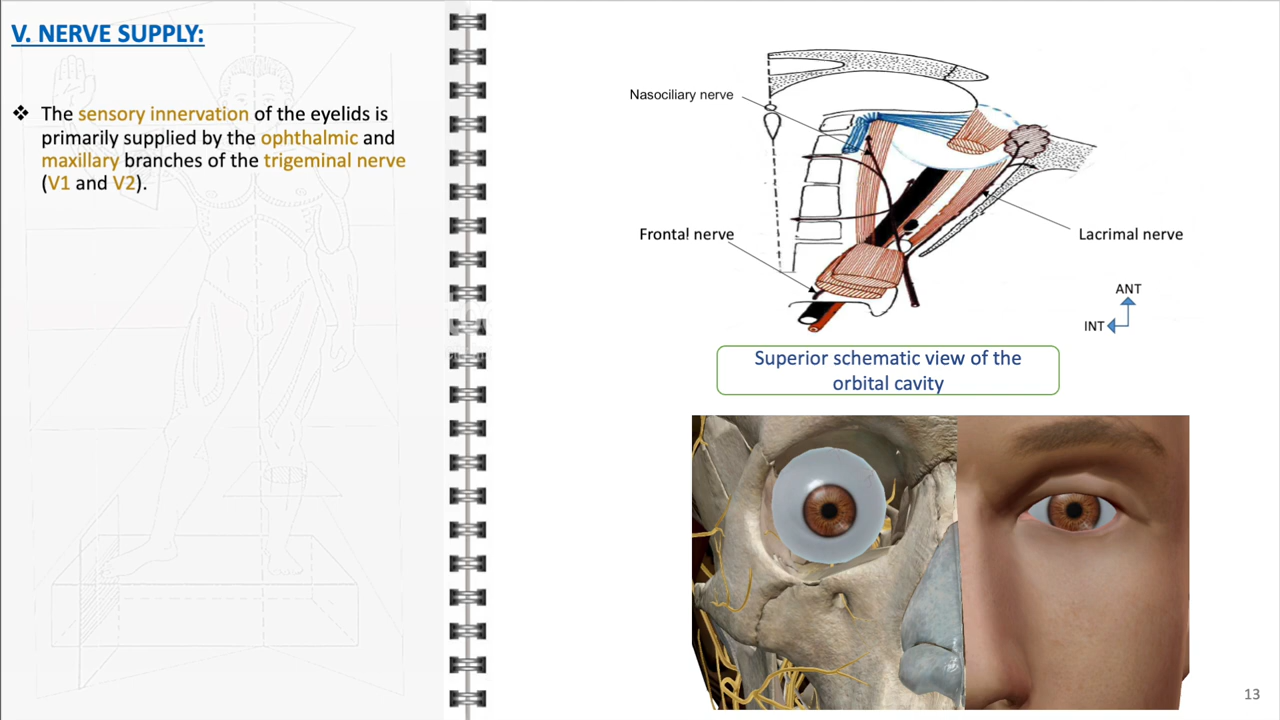 V. NERVE SUPPLY:
❖ The sensory innervation of the eyelids is
primarily supplied by the ophthalmic and
maxillary branches of the trigeminal nerve
(V1 and V2).
Nasociliary nerve
Frontal nerve
Lacrimal nerve
ANT
INT
Superior schematic view of the
orbital cavity
13